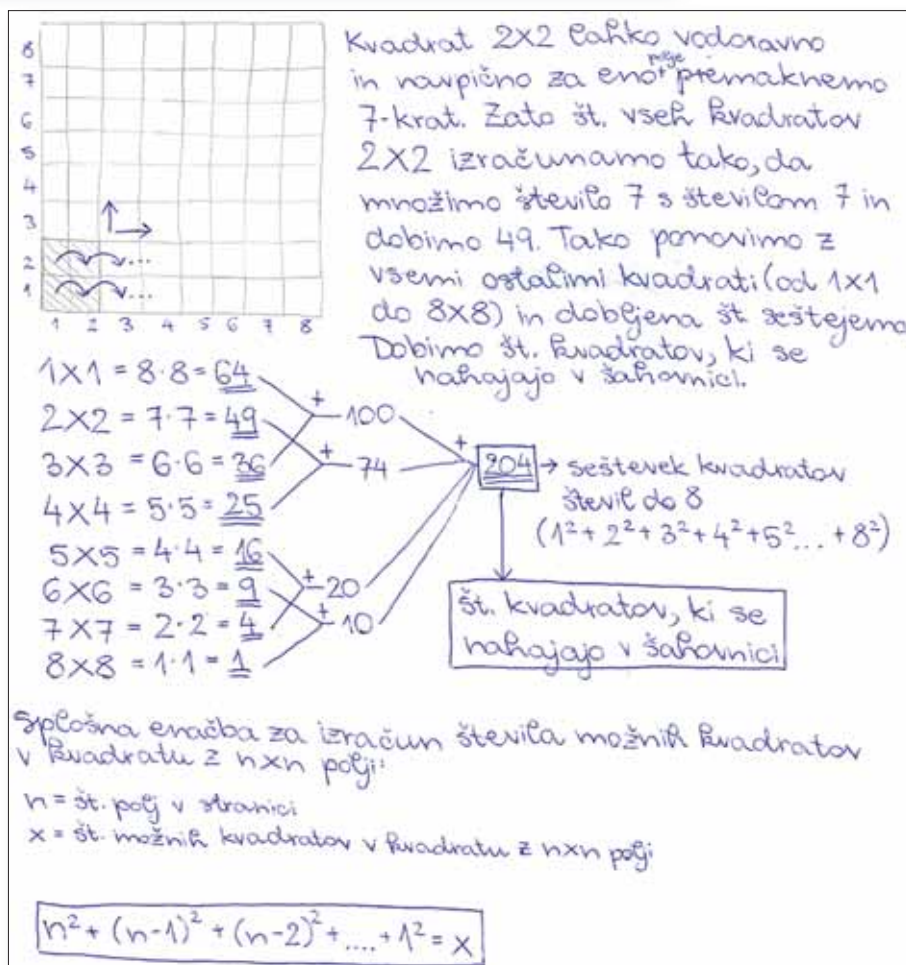 8
7
6
5
4
3
2
1
1 2 3 4 5 6 7 8
Kvadrat 2x2 lahko vodoravno
in navpično za eno polje premaknemo
7-krat. Zato št. vseh kvadratov
2x2 izračunamo tako, da
množimo število 7 s številom 7 in
dobimo 49. Tako ponovimo z
vsemi ostalimi kvadrati (od 1x1
do 8x8) in dobljena št. seštejemo
Dobimo št. kvadratov, ki se
nahajajo v šahovnici.
1x1 = 8·8 = 64
2x2 = 7·7 = 49
3x3 = 6·6 = 36
4x4 = 5·5 = 25
5x5 = 4·4 = 16
6x6 = 3·3 = 9
7x7 = 2·2 = 4
8x8 = 1·1 = 1
+ 100
+ 74
+ 20
+ 10
+ 204 → seštevek kvadratov
števil do 8
(1² + 2² + 3² + 4² + 5² ... + 8²)
št. kvadratov, ki se
nahajajo v šahovnici
Splošna enačba za izračun števila možnih kvadratov
v kvadratu z nxn polji:
n = št. polj v stranici
x = št. možnih kvadratov v kvadratu z nxn polji
n² + (n-1)² + (n-2)² + .... + 1² = x